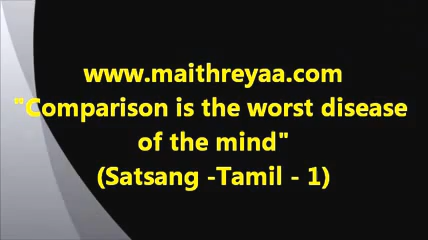 www.maithreyaa.com
"Comparison is the worst disease
of the mind"
(Satsang -Tamil - 1)